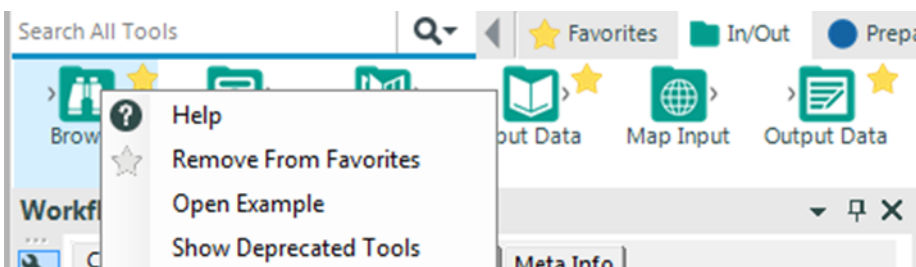 Search All Tools
Favorites
In/Out
Prepa
Brow
put Data
Map Input
Output Data
Help
Remove From Favorites
Open Example
Show Deprecated Tools
Workfl
C
Meta Info